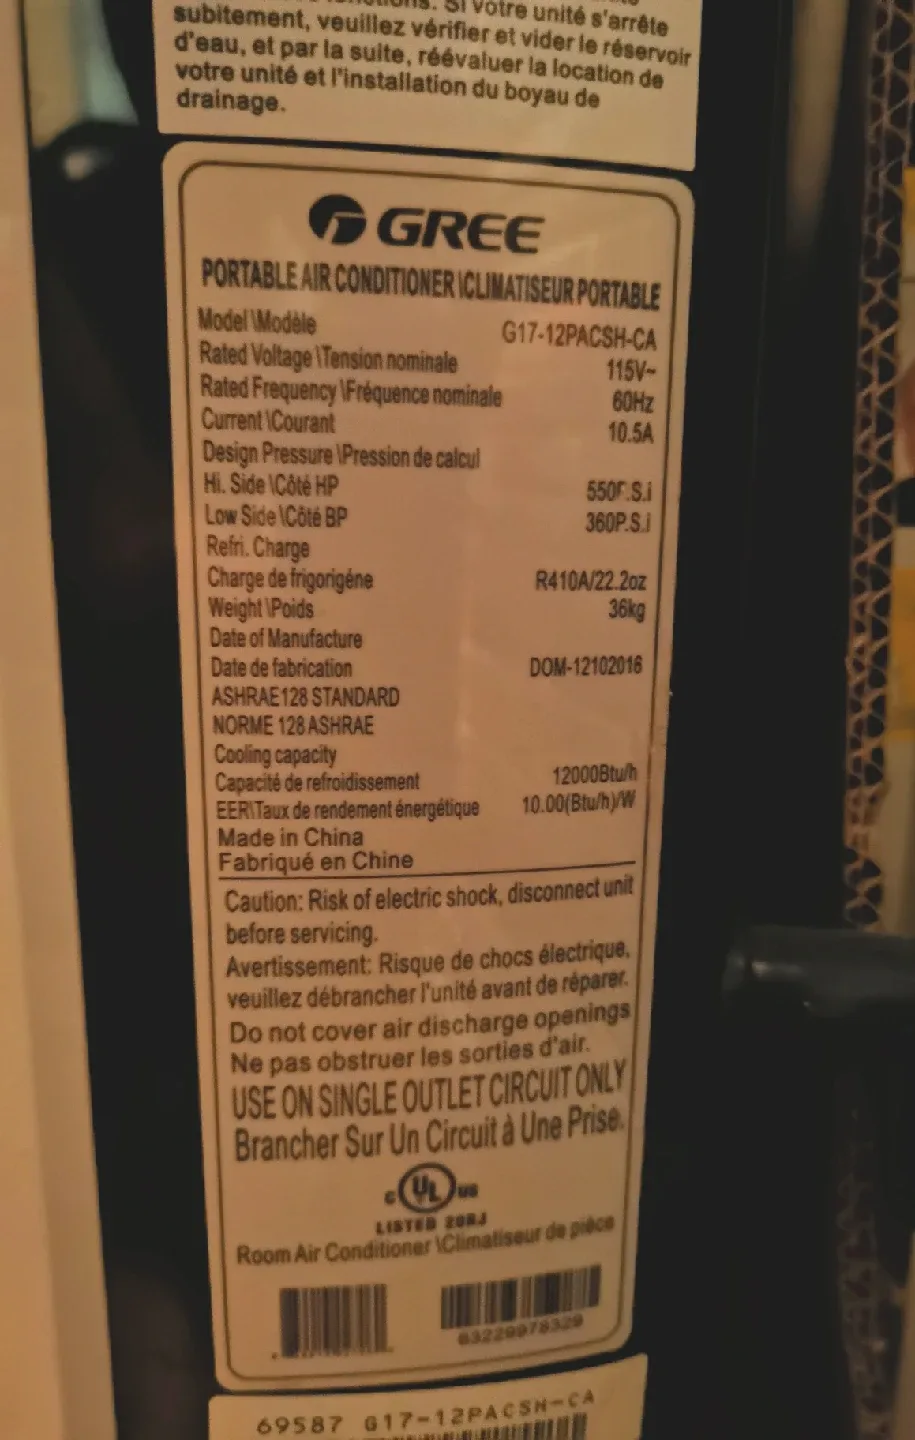 Si votre unité s'arrête
subitement, veuillez vérifier et vider le réservoir
d'eau, et par la suite, réévaluer la location de
votre unité et l'installation du boyau de
drainage.
GREE
PORTABLE AIR CONDITIONER\CLIMATISEUR PORTABLE
Model\Modèle G17-12PACSH-CA
Rated Voltage\Tension nominale 115V~
Rated Frequency\Fréquence nominale 60Hz
Current\Courant 10.5A
Design Pressure\Pression de calcul
Hi. Side\Côté HP 550P.S.i
Low Side\Côté BP 360P.S.i
Refri. Charge
Charge de frigorigéne R410A/22.2oz
Weight\Poids 36kg
Date of Manufacture
Date de fabrication DOM-12102016
ASHRAE128 STANDARD
NORME 128 ASHRAE
Cooling capacity
Capacité de refroidissement 12000Btu/h
EER\Taux de rendement énergétique 10.00(Btu/h)/W
Made in China
Fabriqué en Chine
Caution: Risk of electric shock, disconnect unit
before servicing.
Avertissement: Risque de chocs électrique,
veuillez débrancher l'unité avant de réparer.
Do not cover air discharge openings
Ne pas obstruer les sorties d'air.
USE ON SINGLE OUTLET CIRCUIT ONLY
Brancher Sur Un Circuit à Une Prise.
C UL US
LISTED 20BJ
Room Air Conditioner\Climatiseur de pièce
63229978329
69587 G17-12PACSH-CA